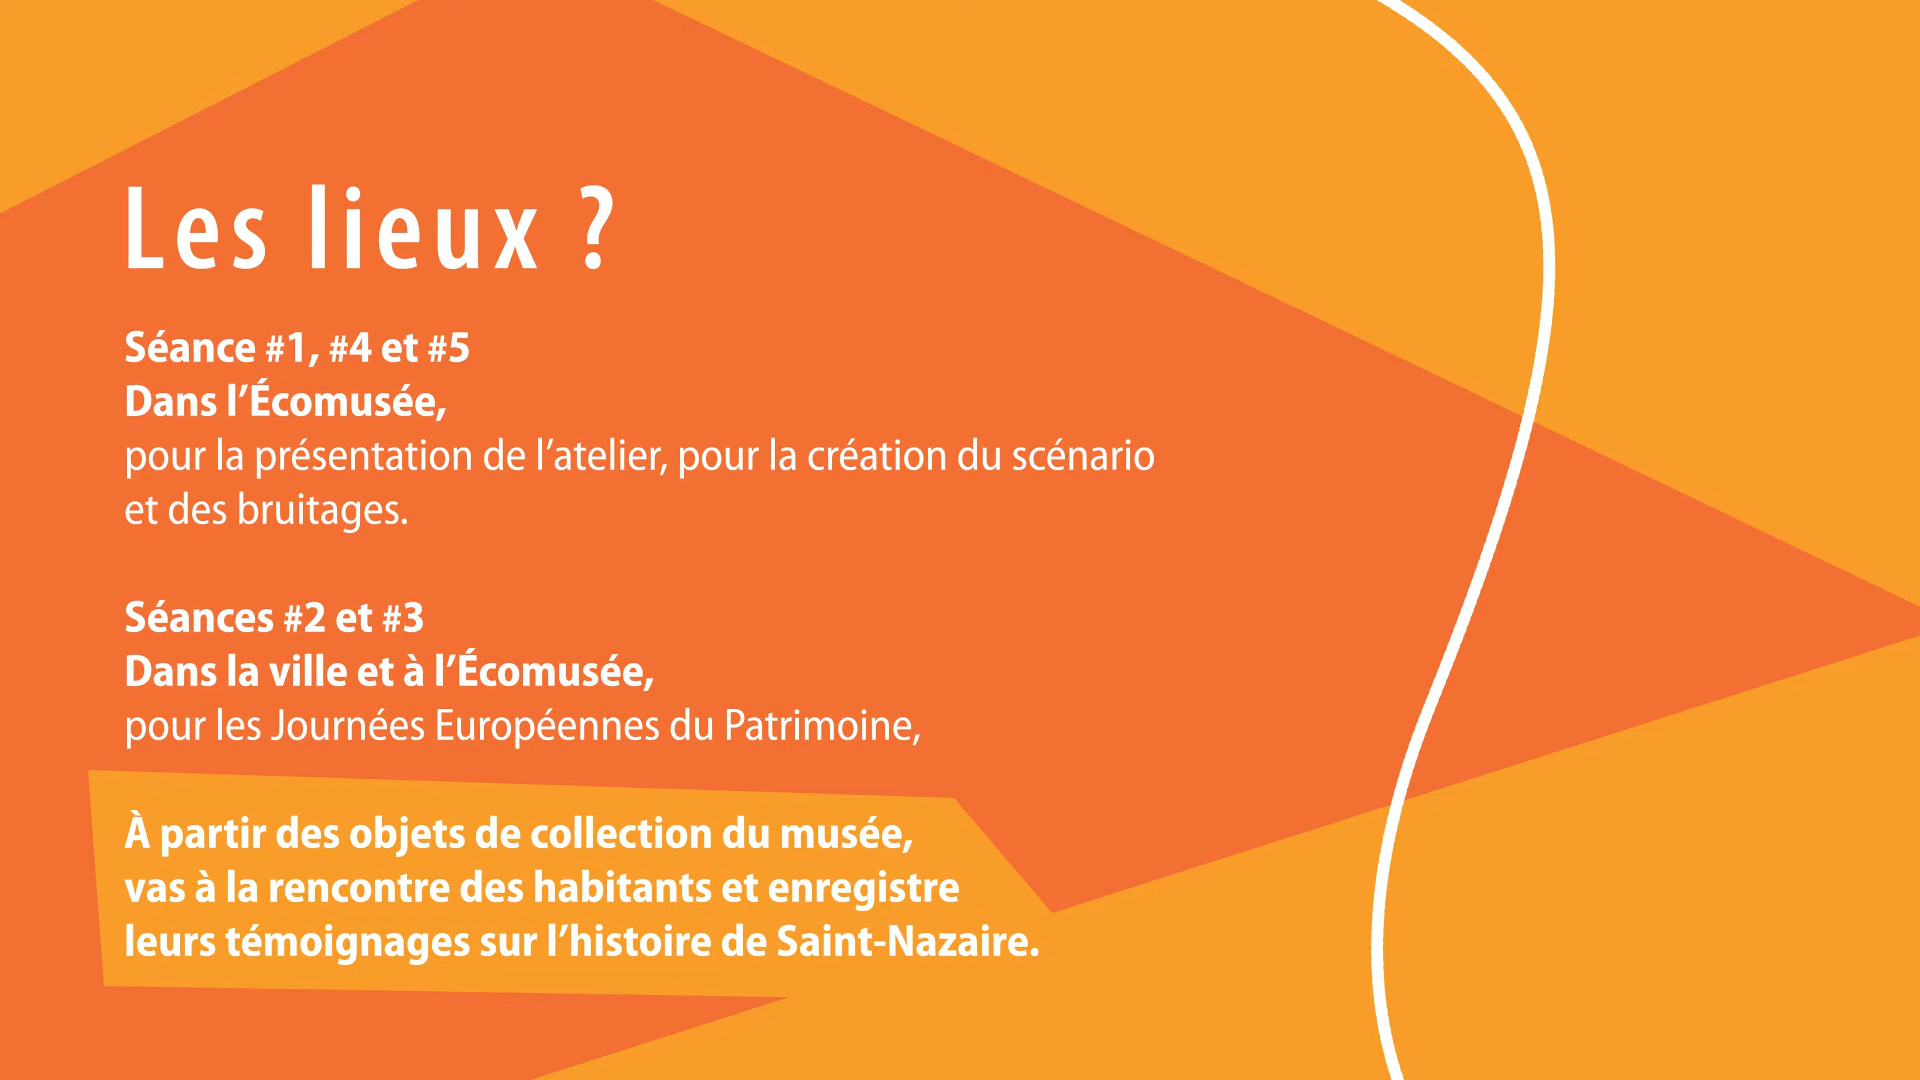 Les lieux ?
Séance #1, #4 et #5
Dans l’Écomusée,
pour la présentation de l’atelier, pour la création du scénario
et des bruitages.
Séances #2 et #3
Dans la ville et à l’Écomusée,
pour les Journées Européennes du Patrimoine,
À partir des objets de collection du musée,
vas à la rencontre des habitants et enregistre
leurs témoignages sur l’histoire de Saint-Nazaire.